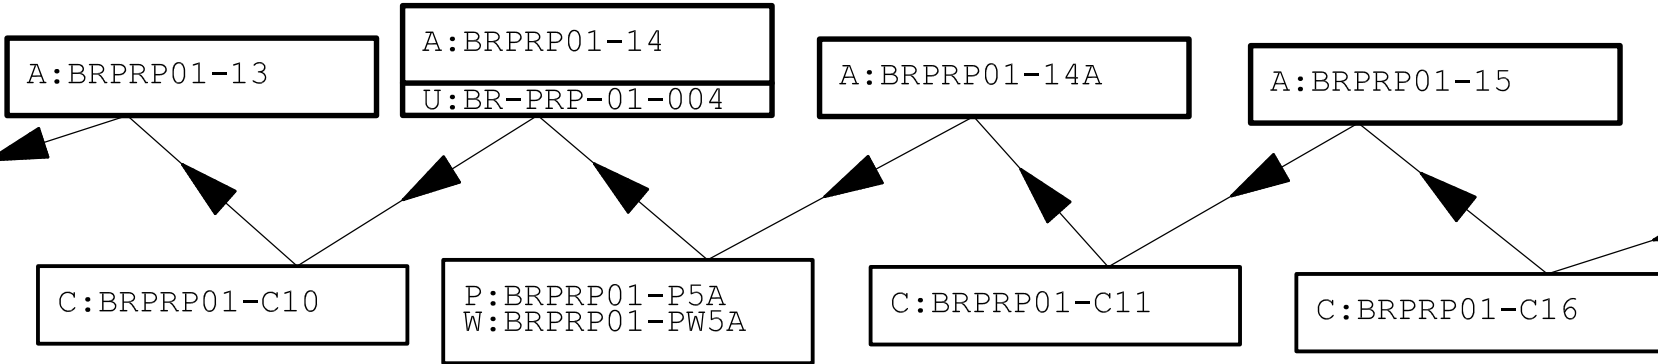 A:BRPRP01-13
A:BRPRP01-14
U:BR-PRP-01-004
A:BRPRP01-14A
A:BRPRP01-15
C:BRPRP01-C10
P:BRPRP01-P5A
W:BRPRP01-PW5A
C:BRPRP01-C11
C:BRPRP01-C16